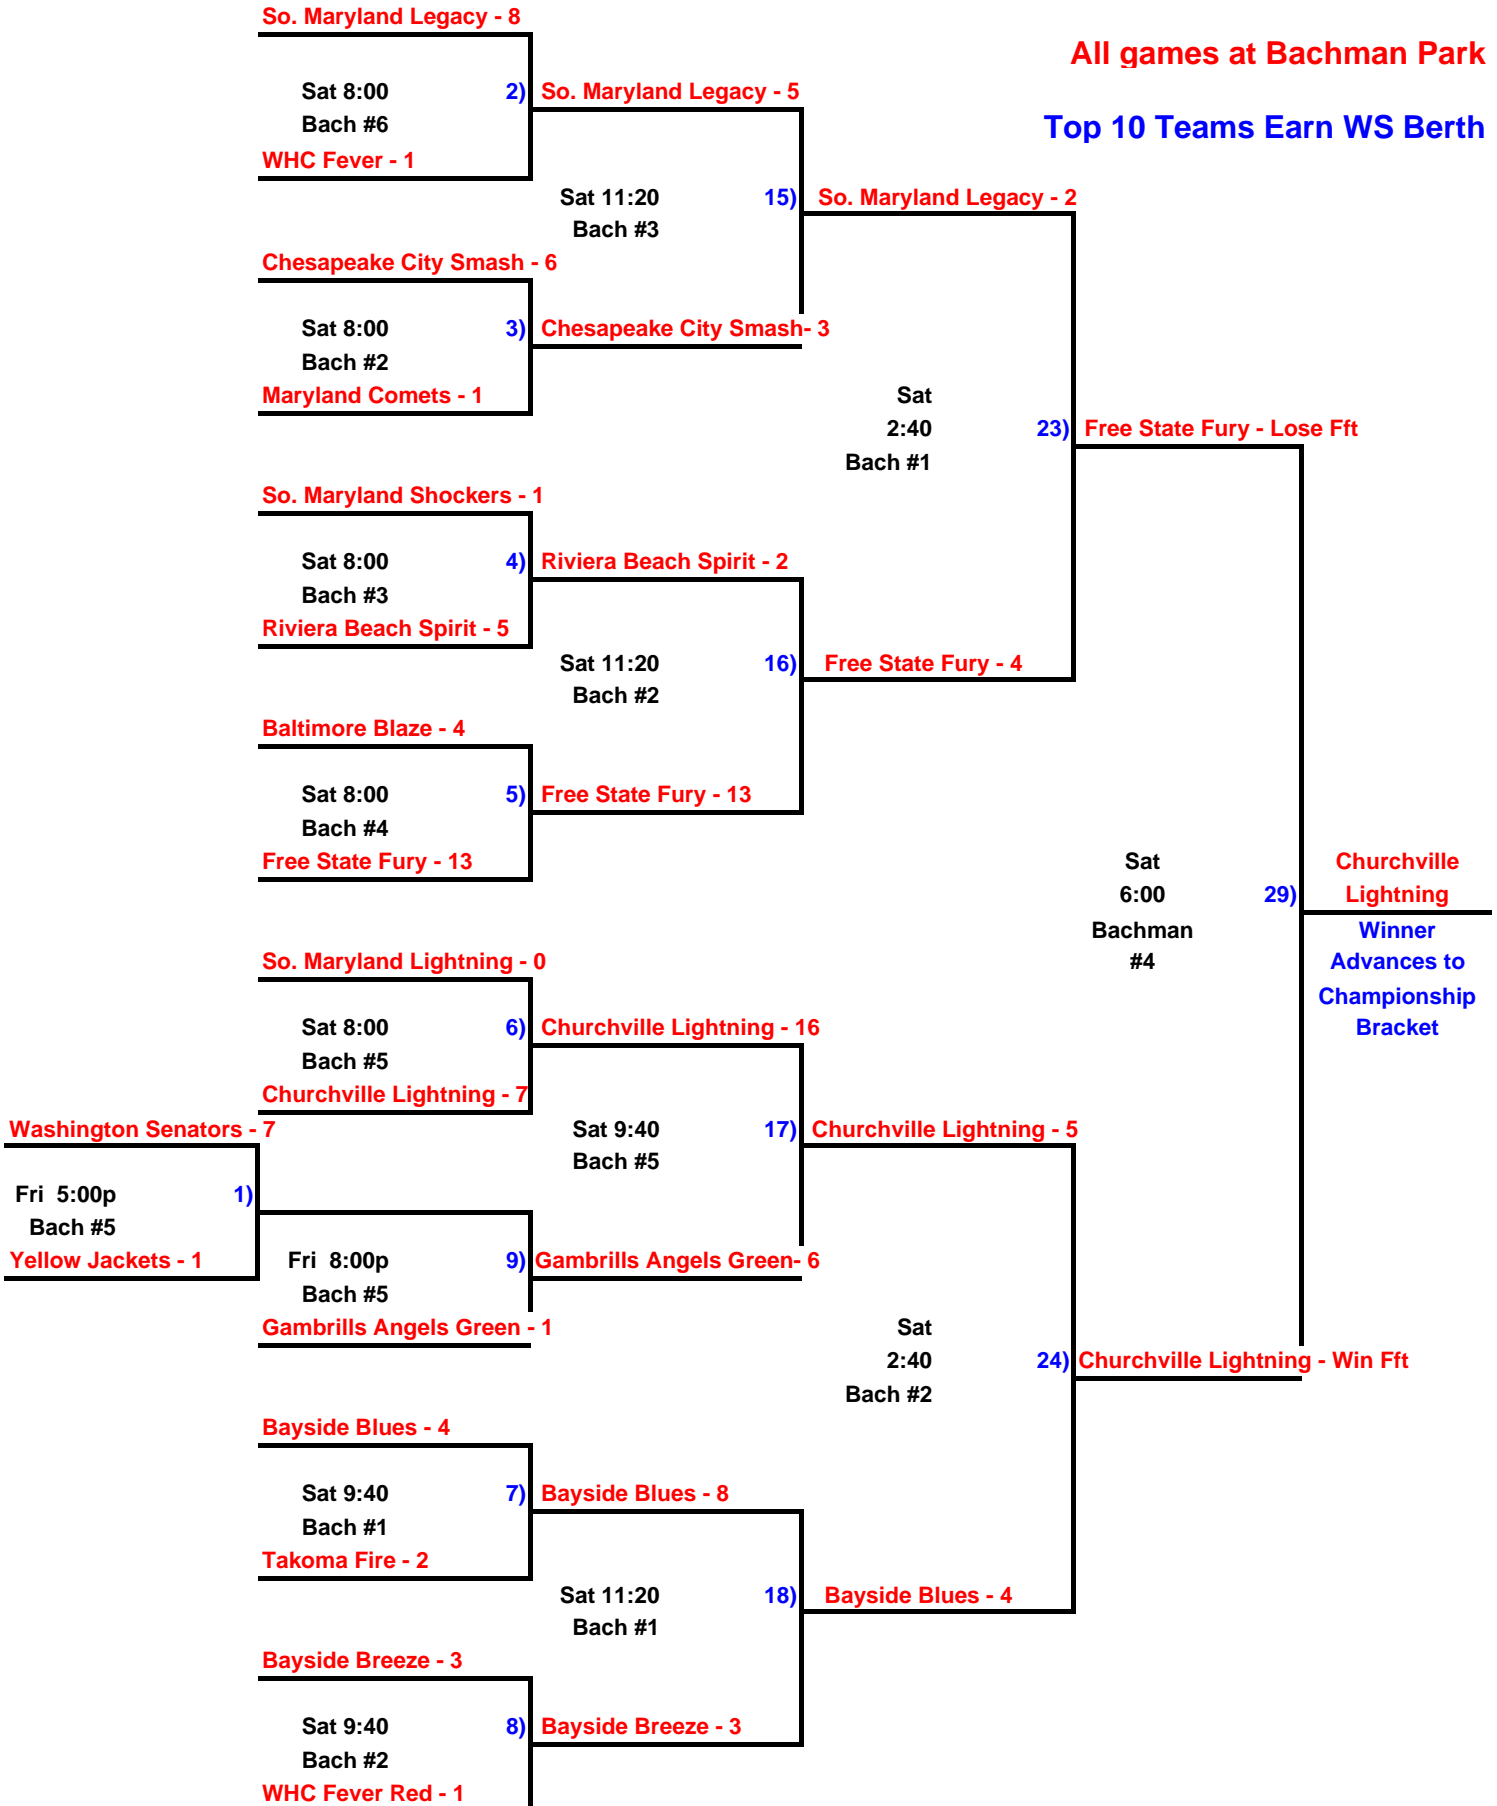 So. Maryland Legacy - 8
All games at Bachman Park
Sat 8:00
2)
So. Maryland Legacy - 5
Bach #6
Top 10 Teams Earn WS Berth
WHC Fever - 1
Sat 11:20
15)
So. Maryland Legacy - 2
Bach #3
Chesapeake City Smash - 6
Sat 8:00
3)
Chesapeake City Smash- 3
Bach #2
Maryland Comets - 1
Sat
2:40
23)
Free State Fury - Lose Fft
Bach #1
So. Maryland Shockers - 1
Sat 8:00
4)
Riviera Beach Spirit - 2
Bach #3
Riviera Beach Spirit - 5
Sat 11:20
16)
Free State Fury - 4
Bach #2
Baltimore Blaze - 4
Sat 8:00
5)
Free State Fury - 13
Bach #4
Free State Fury - 13
Sat
6:00
29)
Bachman
#4
Churchville
Lightning
Winner
Advances to
Championship
Bracket
So. Maryland Lightning - 0
Sat 8:00
6)
Churchville Lightning - 16
Bach #5
Churchville Lightning - 7
Washington Senators - 7
Sat 9:40
17)
Churchville Lightning - 5
Bach #5
Fri 5:00p
1)
Bach #5
Yellow Jackets - 1
Fri 8:00p
9)
Gambrills Angels Green- 6
Bach #5
Gambrills Angels Green - 1
Sat
2:40
24)
Churchville Lightning - Win Fft
Bach #2
Bayside Blues - 4
Sat 9:40
7)
Bayside Blues - 8
Bach #1
Takoma Fire - 2
Sat 11:20
18)
Bayside Blues - 4
Bach #1
Bayside Breeze - 3
Sat 9:40
8)
Bayside Breeze - 3
Bach #2
WHC Fever Red - 1